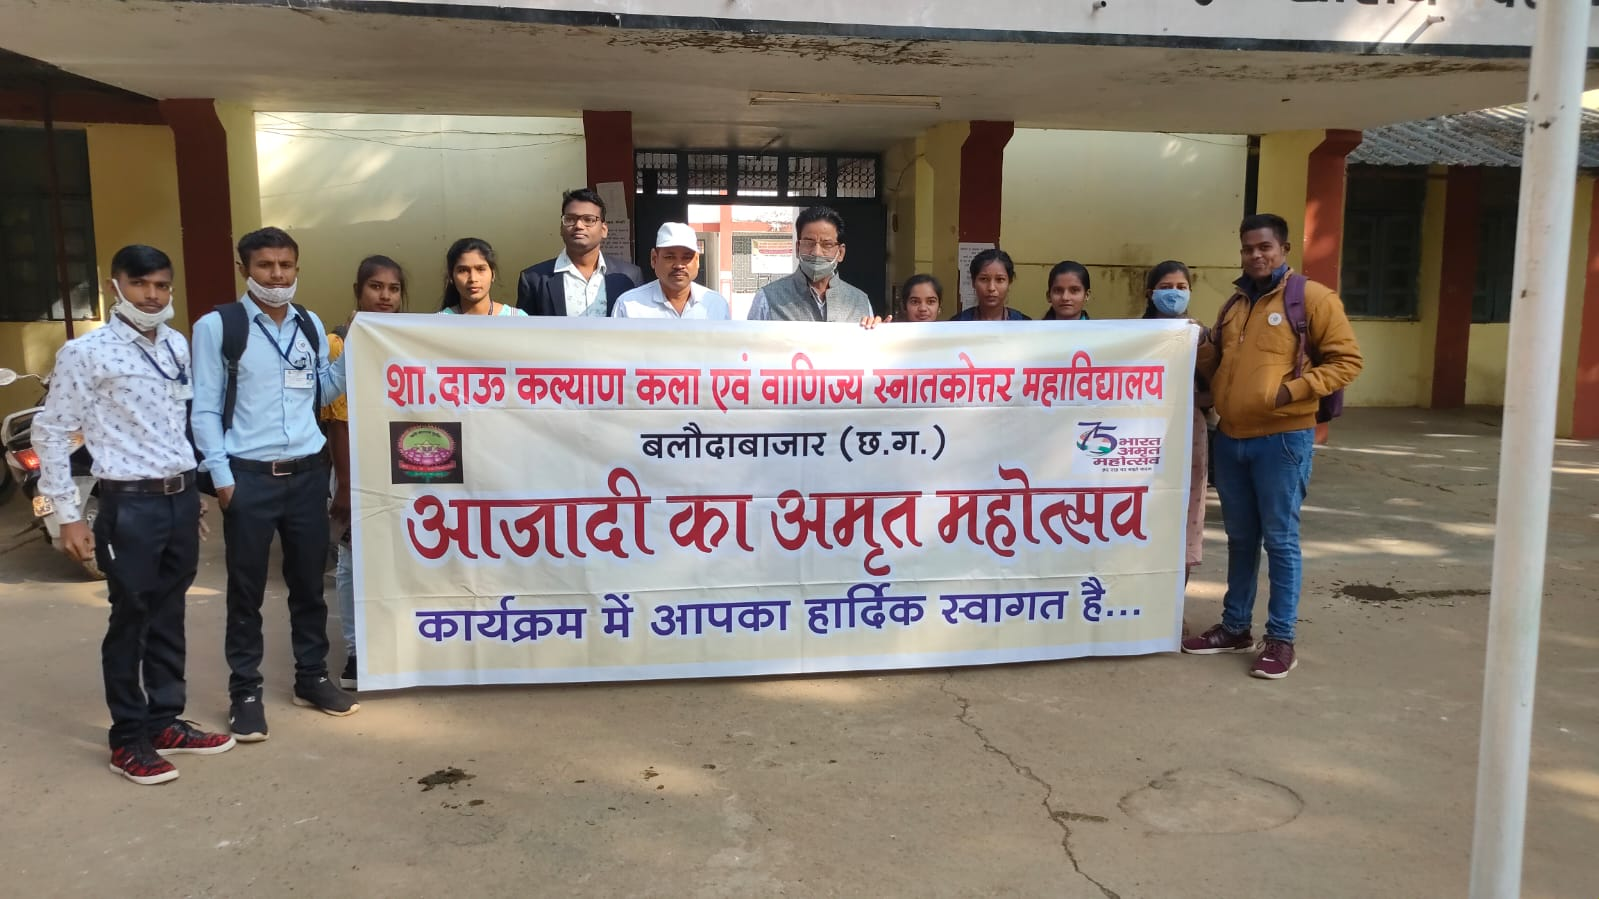 शा.दाऊ कल्याण कला एवं वाणिज्य स्नातकोत्तर महाविद्यालय
बलौदाबाजार (छ.ग.)
75 भारत
अमृत
महोत्सव
आजादी का अमृत महोत्सव
कार्यक्रम में आपका हार्दिक स्वागत है...